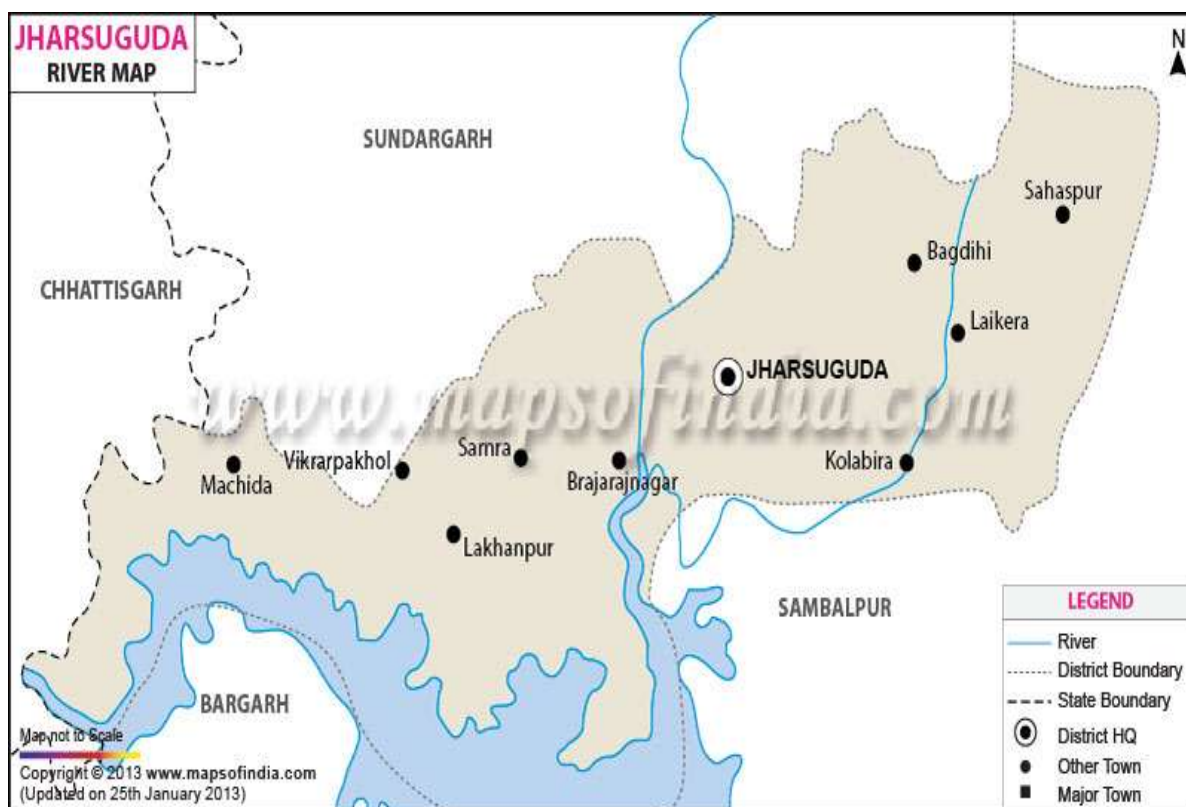 JHARSUGUDA
RIVER MAP
N
SUNDARGARH
CHHATTISGARH
Sahaspur
Bagdihi
Laikera
JHARSUGUDA
www.mapsofindia.com
Machida
Vikrarpakhol
Samra
Brajarajnagar
Kolabira
Lakhanpur
SAMBALPUR
BARGARH
LEGEND
River
District Boundary
State Boundary
District HQ
Other Town
Major Town
Map not to Scale
Copyright © 2013 www.mapsofindia.com
(Updated on 25th January 2013)